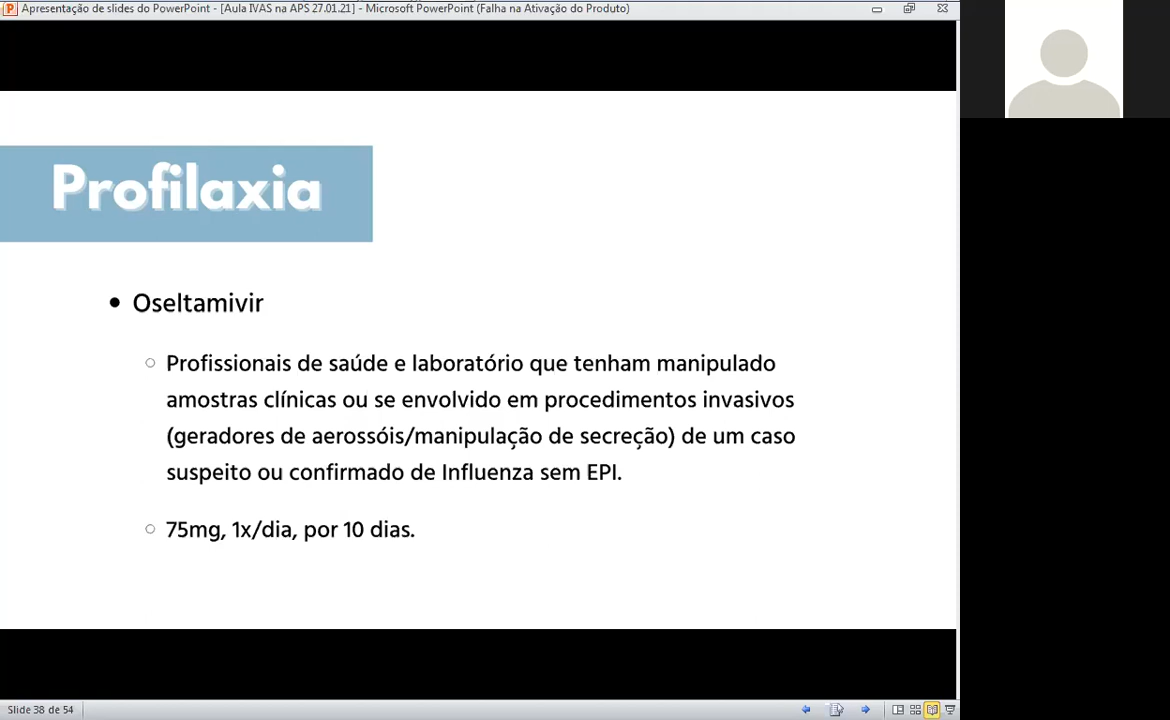 Apresentação de slides do PowerPoint - [Aula IVAS na APS 27.01.21] - Microsoft PowerPoint (Falha na Ativação do Produto)
Profilaxia
• Oseltamivir
○ Profissionais de saúde e laboratório que tenham manipulado
amostras clínicas ou se envolvido em procedimentos invasivos
(geradores de aerossóis/manipulação de secreção) de um caso
suspeito ou confirmado de Influenza sem EPI.
○ 75mg, 1x/dia, por 10 dias.
Slide 38 de 54